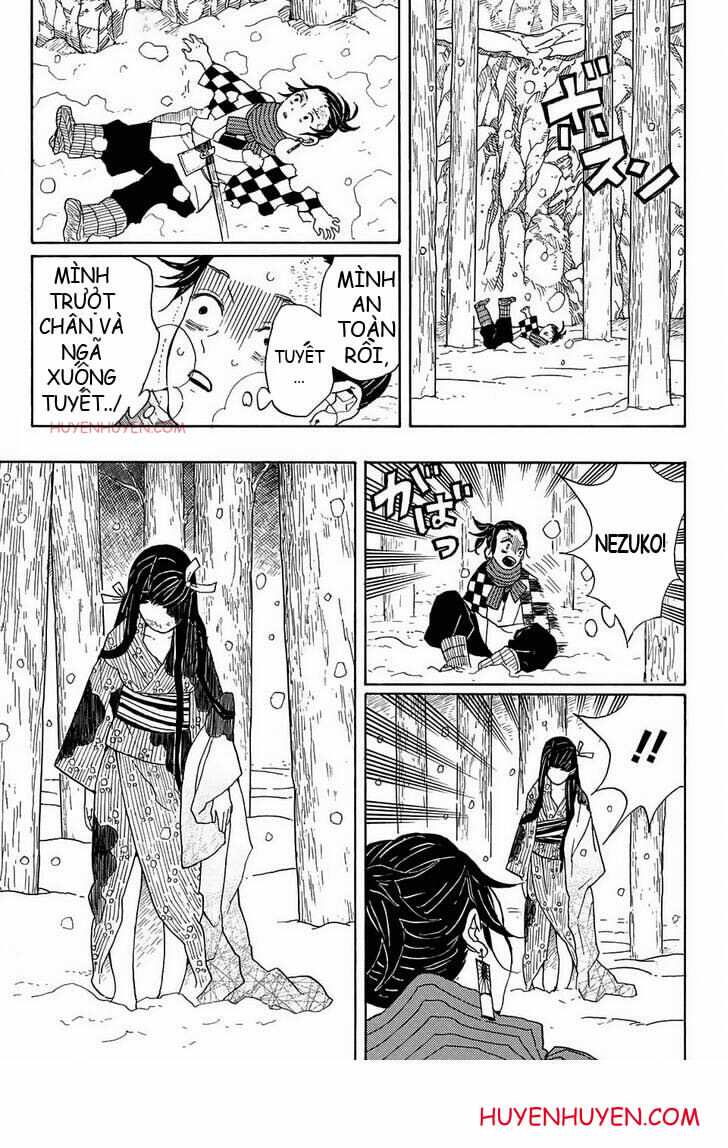 ボスン
MÌNH
AN
TOÀN
RỒI,
TUYẾT
...
MÌNH
TRƯỢT
CHÂN VÀ
NGÃ
XUỐNG
TUYẾT../
HUYENHUYEN.COM
NEZUKO!
がばっ
!!
HUYENHUYEN.COM